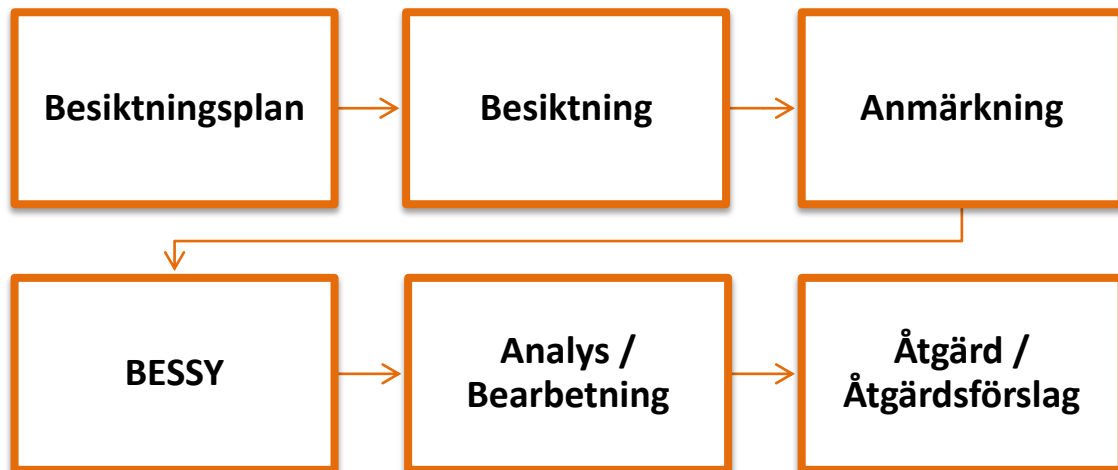 Besiktningsplan
Besiktning
Anmärkning
BESSY
Analys /
Bearbetning
Åtgärd /
Åtgärdsförslag